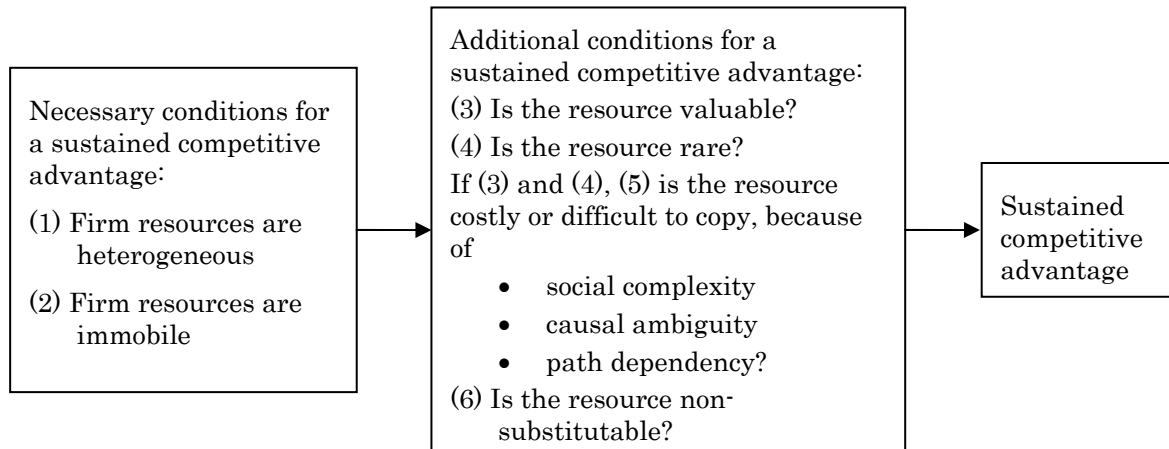 Necessary conditions for
a sustained competitive
advantage:
(1) Firm resources are
heterogeneous
(2) Firm resources are
immobile
Additional conditions for a
sustained competitive advantage:
(3) Is the resource valuable?
(4) Is the resource rare?
If (3) and (4), (5) is the resource
costly or difficult to copy, because
of
• social complexity
• causal ambiguity
• path dependency?
(6) Is the resource non-
substitutable?
Sustained
competitive
advantage